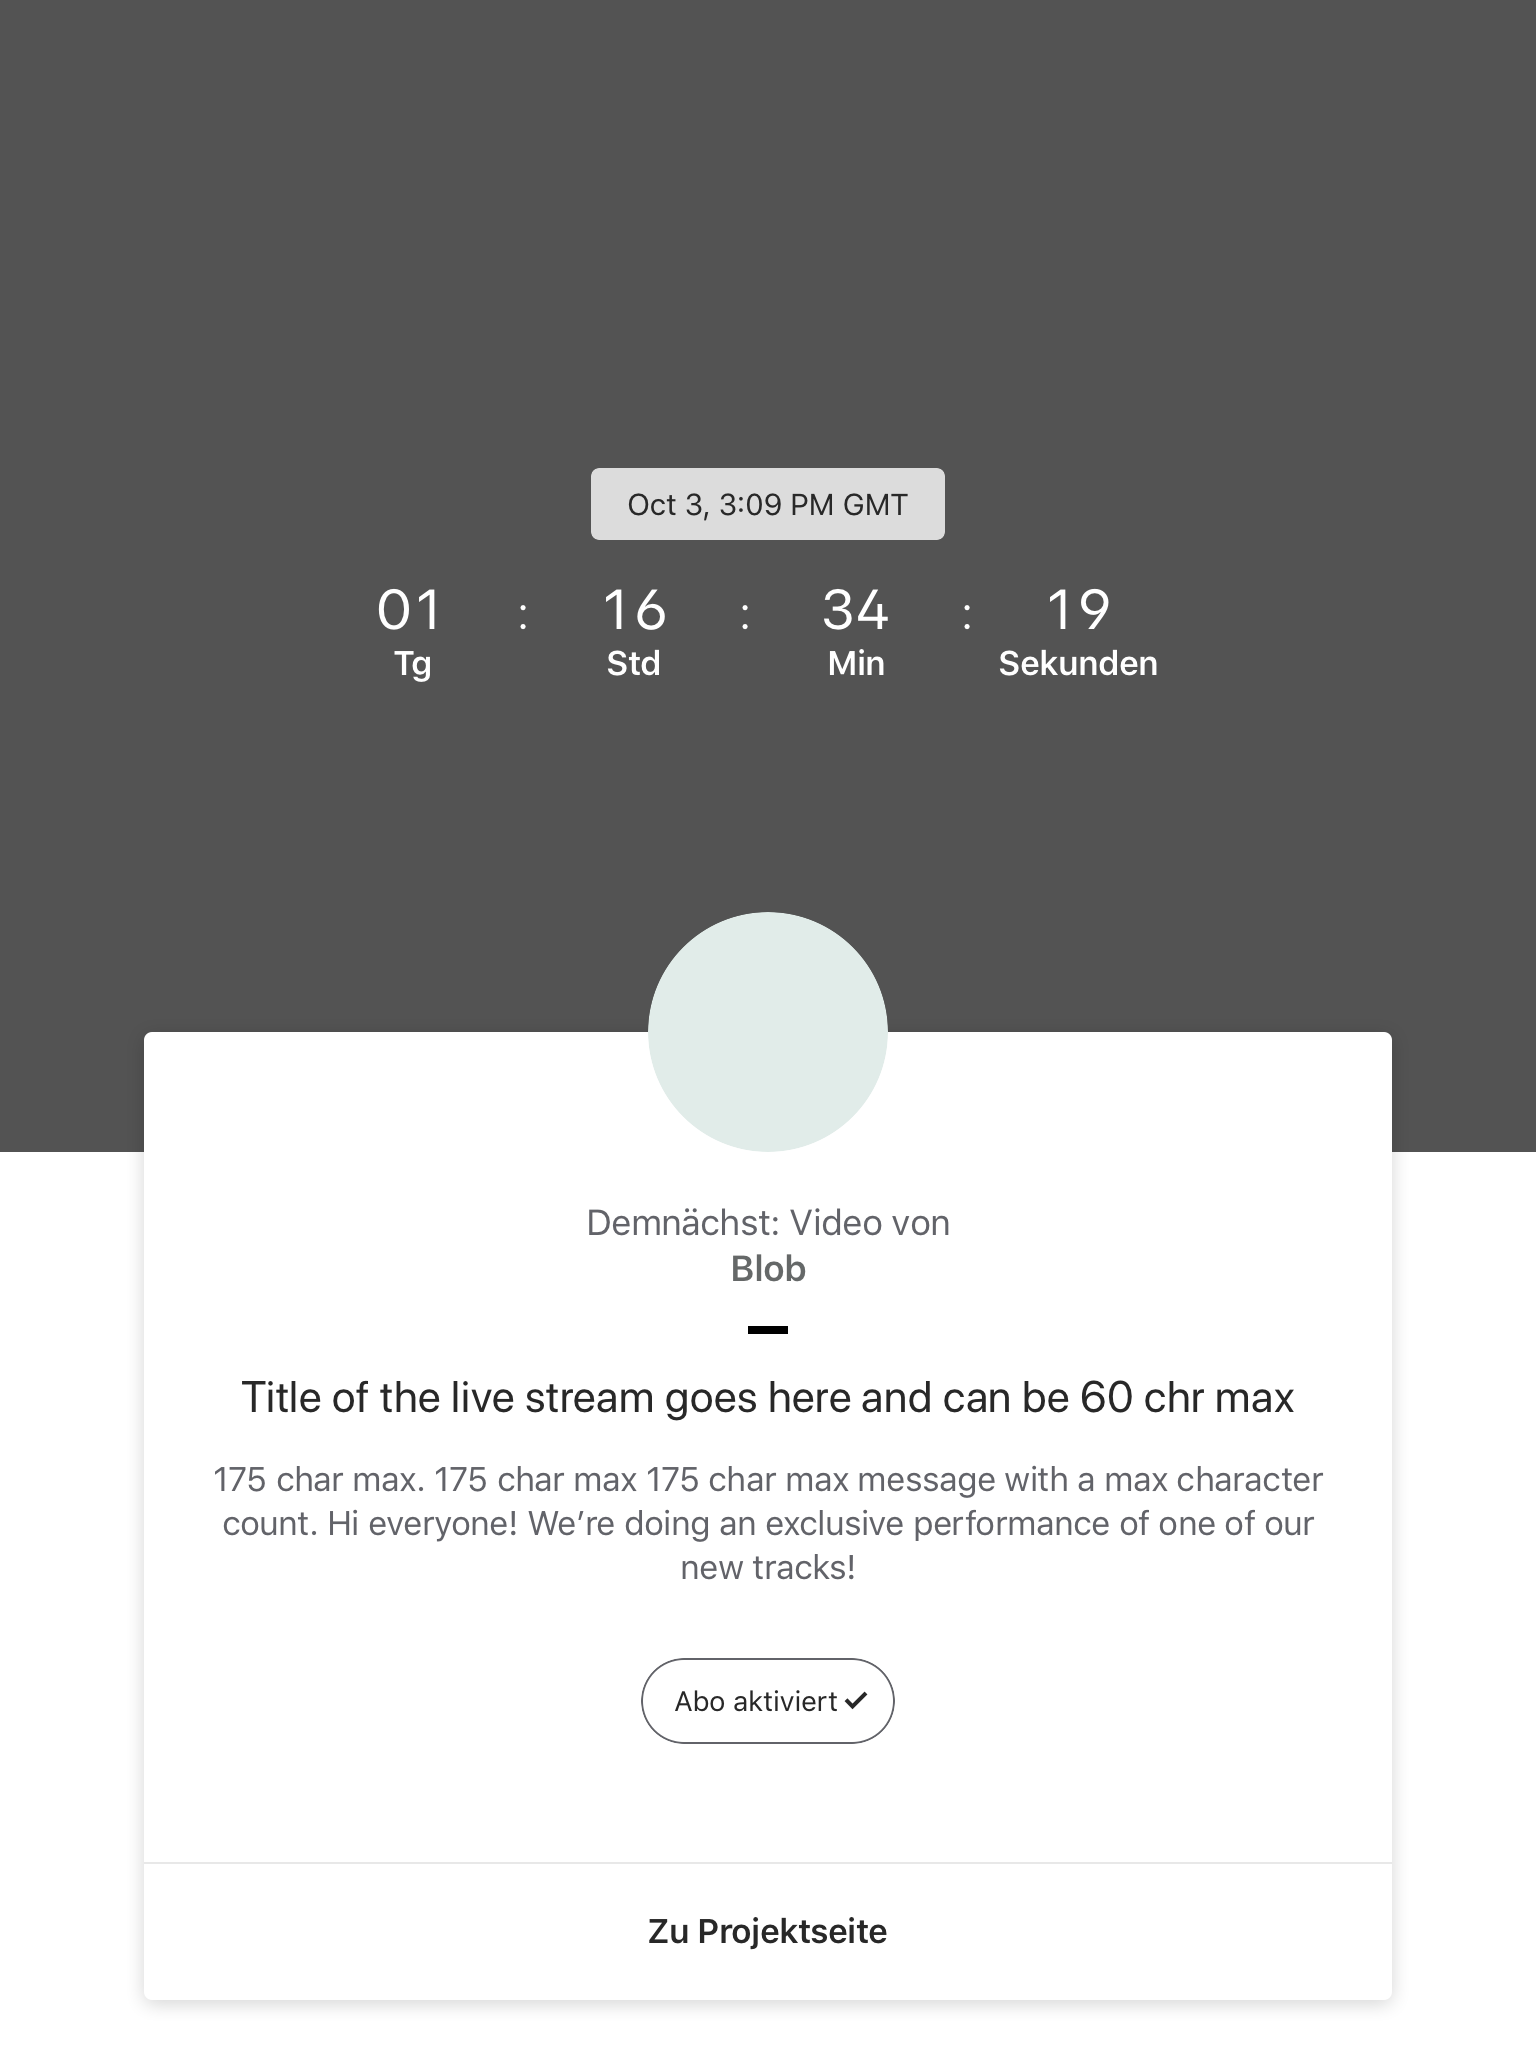 Oct 3, 3:09 PM GMT
01 : 16 : 34 : 19
Tg Std Min Sekunden
Demnächst: Video von
Blob
Title of the live stream goes here and can be 60 chr max
175 char max. 175 char max 175 char max message with a max character
count. Hi everyone! We’re doing an exclusive performance of one of our
new tracks!
Abo aktiviert ✓
Zu Projektseite